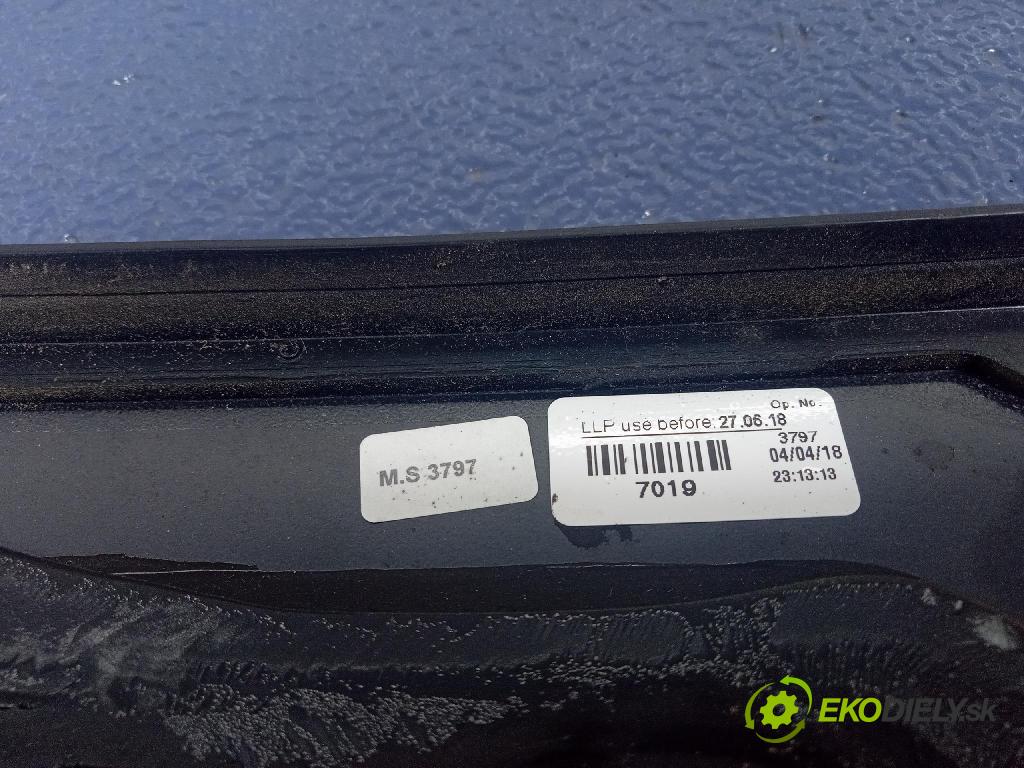 M.S 3797
Op. No.
LLP use before: 27.06.18
3797
04/04/18
7019
23:13:13
EKODIELY.sk